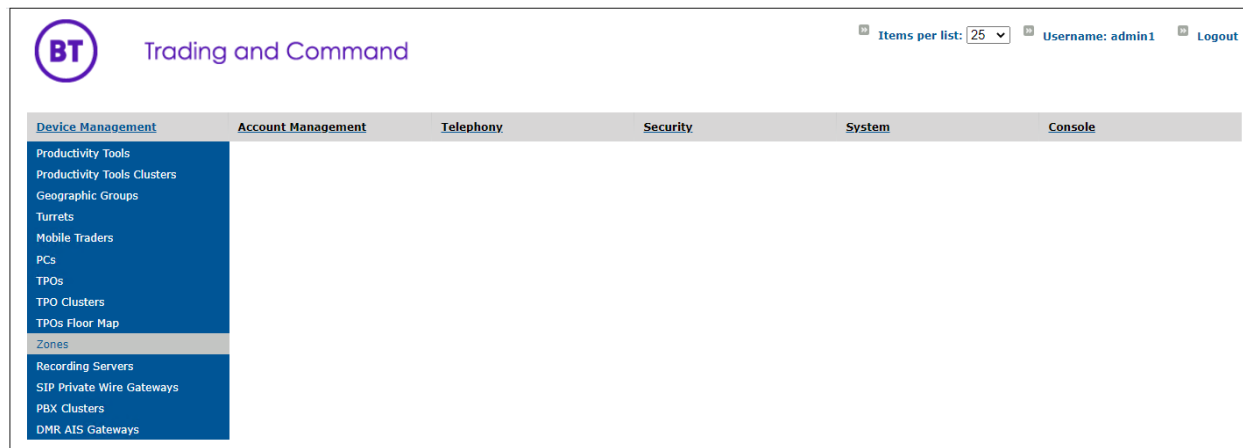 BT Trading and Command
Items per list: 25 Username: admin1 Logout
Device Management Account Management Telephony Security System Console
Productivity Tools
Productivity Tools Clusters
Geographic Groups
Turrets
Mobile Traders
PCs
TPOs
TPO Clusters
TPOs Floor Map
Zones
Recording Servers
SIP Private Wire Gateways
PBX Clusters
DMR AIS Gateways